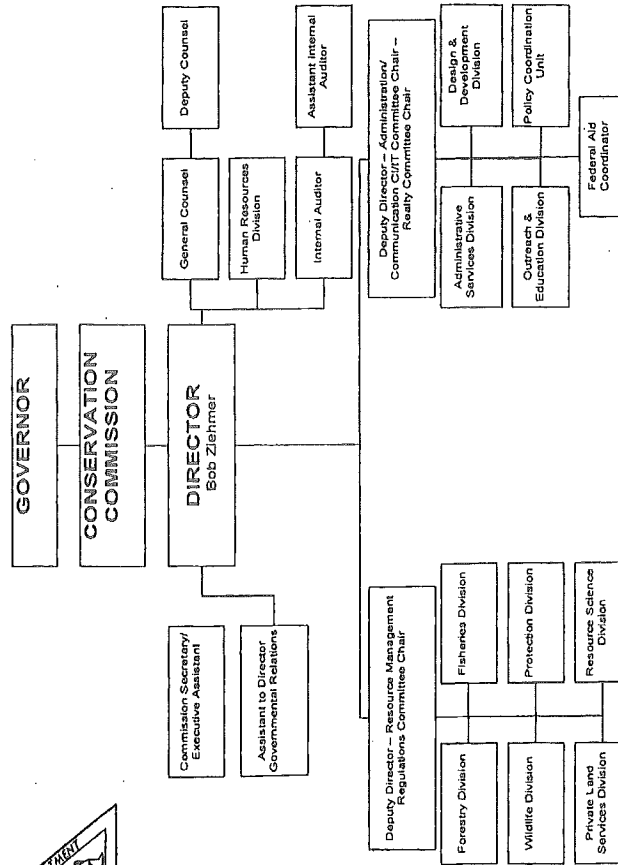 GOVERNOR
CONSERVATION
COMMISSION
DIRECTOR
Bob Ziehmer
Commission Secretary/
Executive Assistant
Assistant to Director
Governmental Relations
General Counsel
Deputy Counsel
Human Resources
Division
Internal Auditor
Assistant Internal
Auditor
Deputy Director – Resource Management
Regulations Committee Chair
Forestry Division
Fisheries Division
Wildlife Division
Protection Division
Private Land
Services Division
Resource Science
Division
Deputy Director – Administration/
Communication CI/IT Committee Chair –
Realty Committee Chair
Administrative
Services Division
Design &
Development
Division
Outreach &
Education Division
Policy Coordination
Unit
Federal Aid
Coordinator